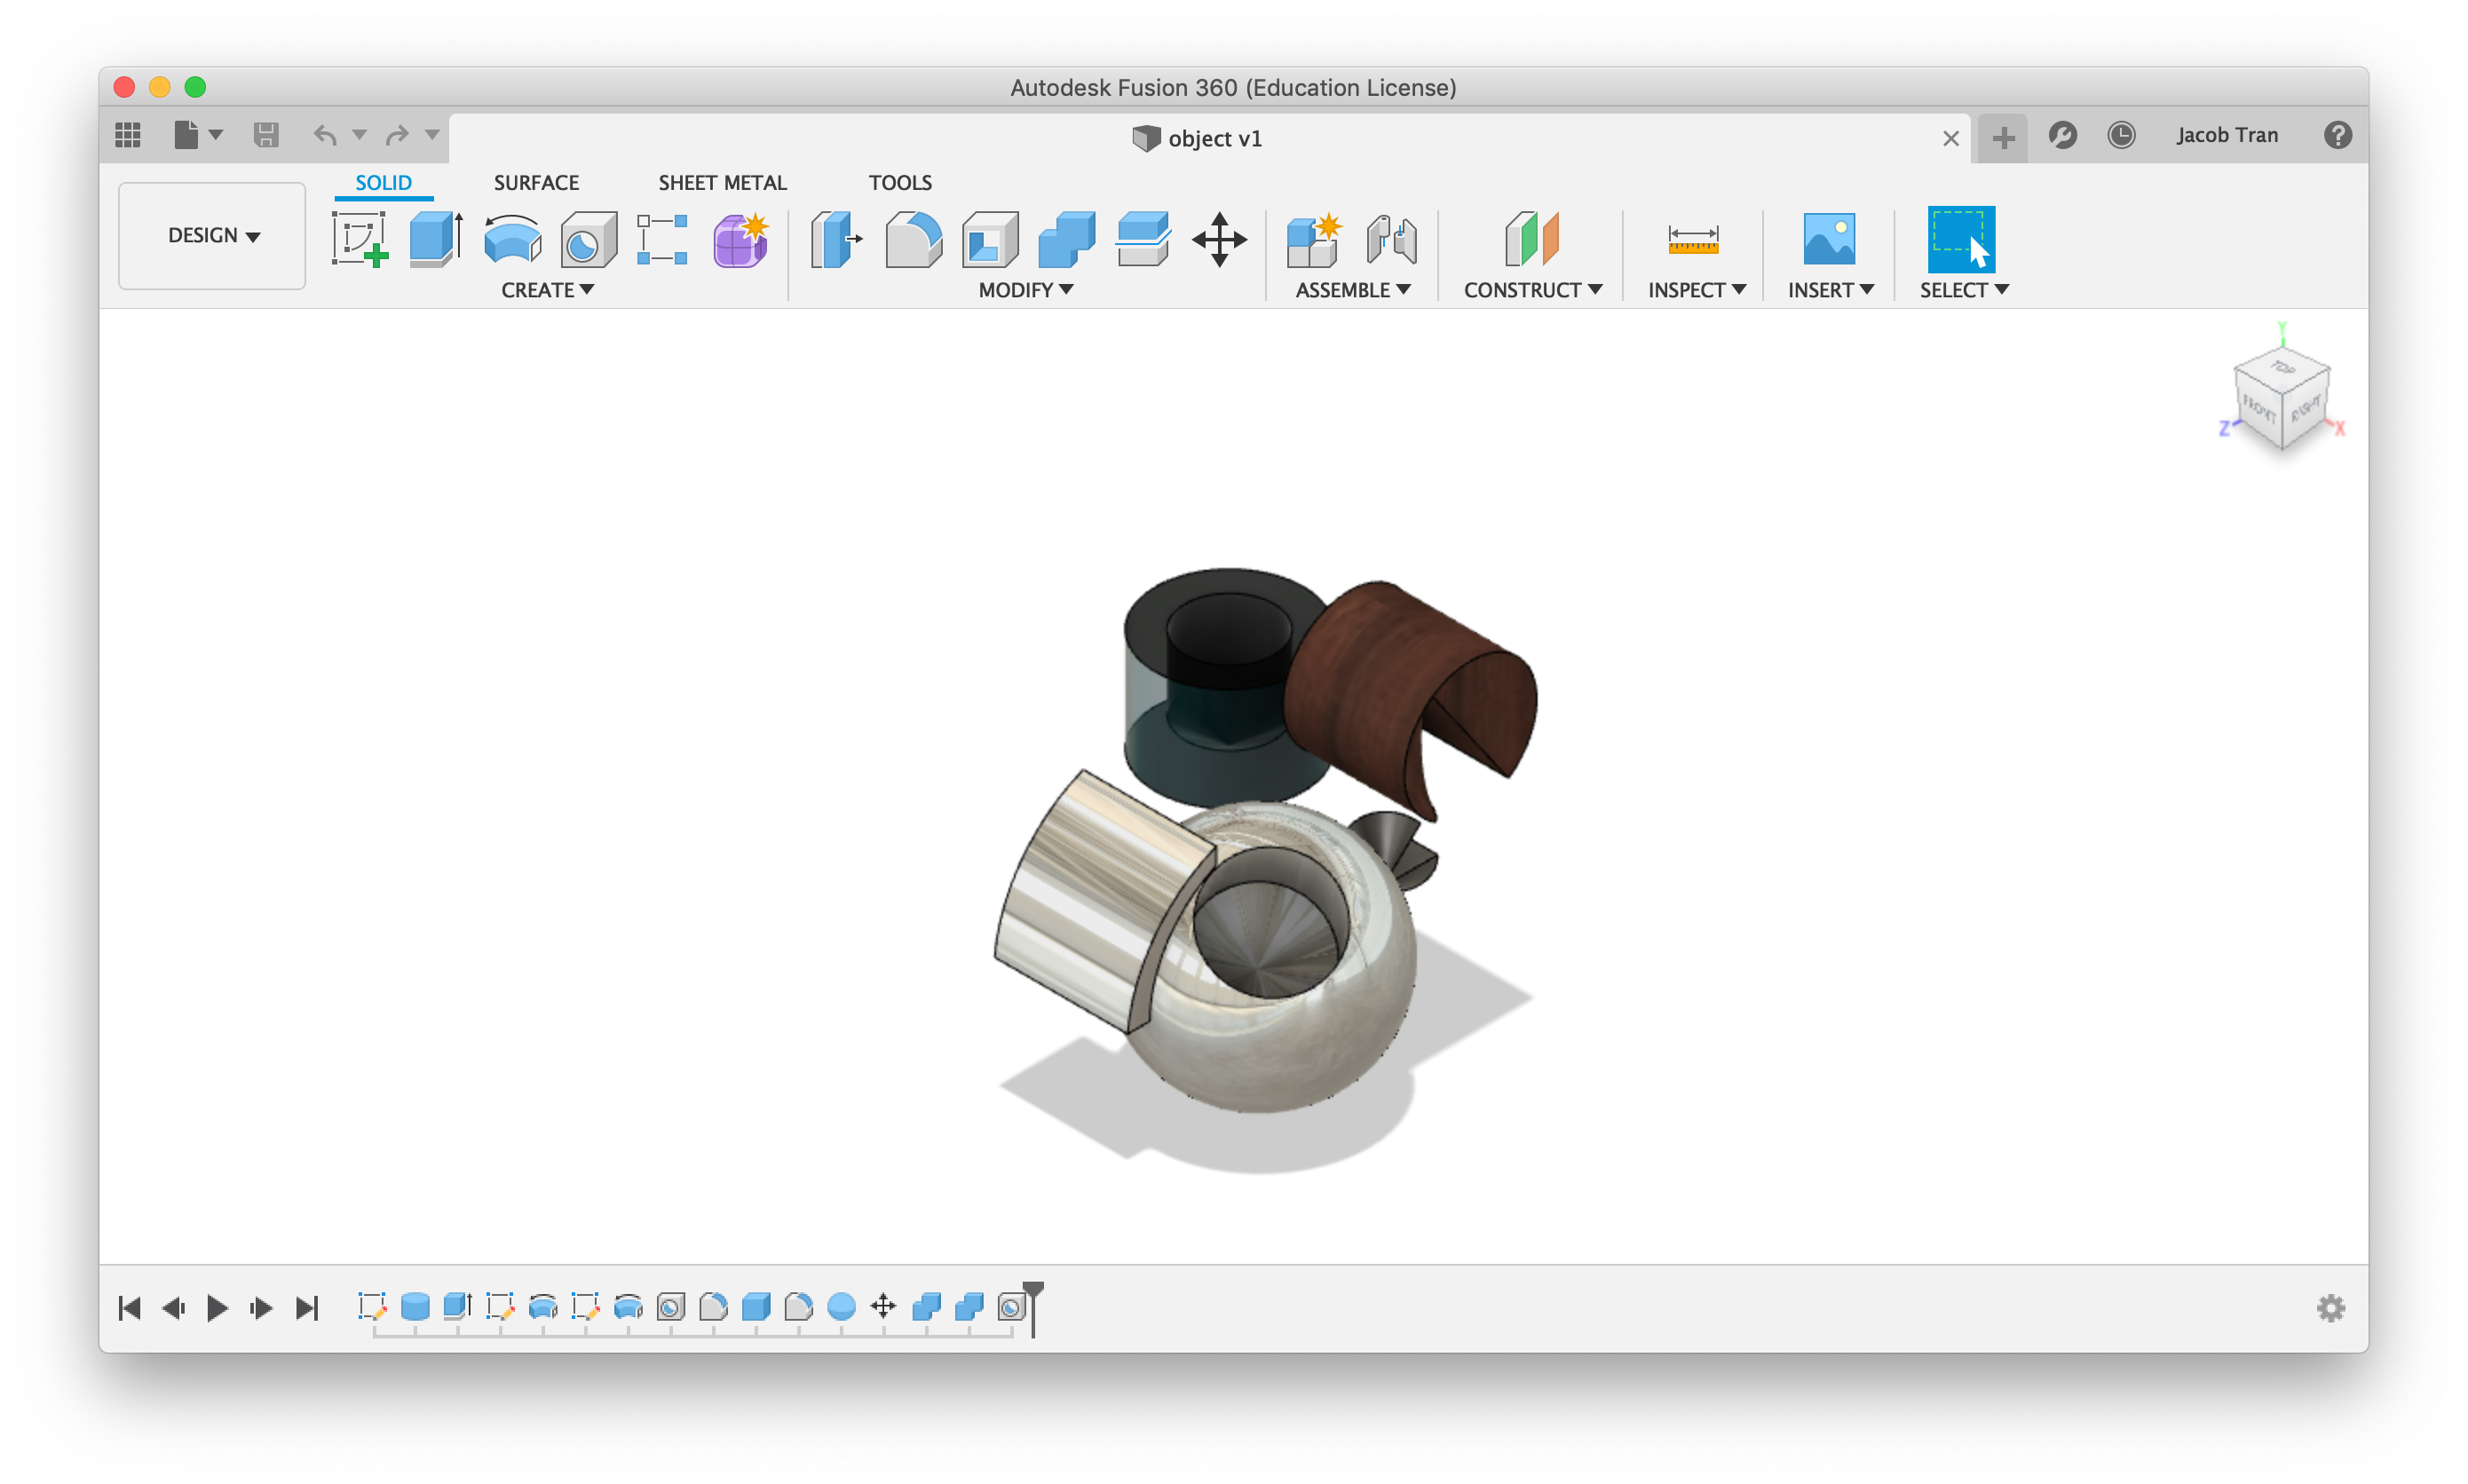 Autodesk Fusion 360 (Education License)
object v1
Jacob Tran
DESIGN
SOLID SURFACE SHEET METAL TOOLS
CREATE MODIFY ASSEMBLE CONSTRUCT INSPECT INSERT SELECT
Y
TOP
FRONT RIGHT
Z X